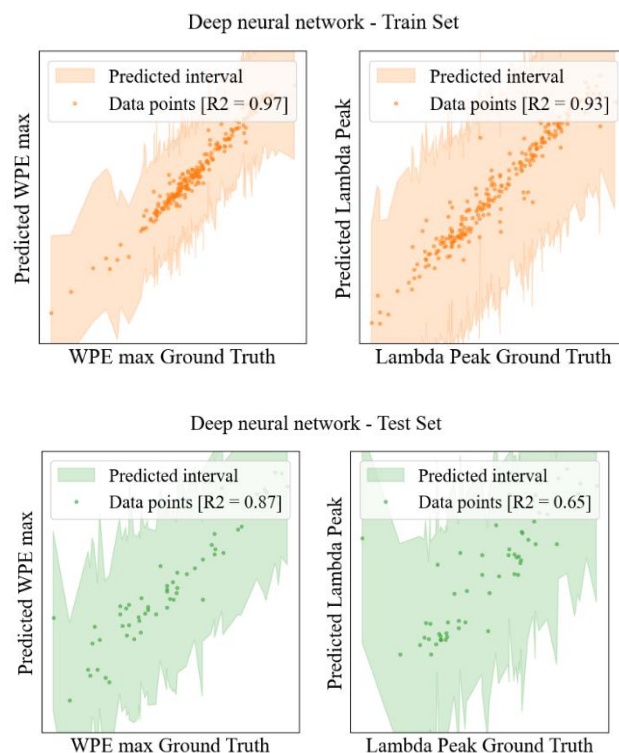 Deep neural network - Train Set
Predicted interval
Data points [R2 = 0.97]
Predicted WPE max
WPE max Ground Truth
Predicted interval
Data points [R2 = 0.93]
Predicted Lambda Peak
Lambda Peak Ground Truth
Deep neural network - Test Set
Predicted interval
Data points [R2 = 0.87]
Predicted WPE max
WPE max Ground Truth
Predicted interval
Data points [R2 = 0.65]
Predicted Lambda Peak
Lambda Peak Ground Truth